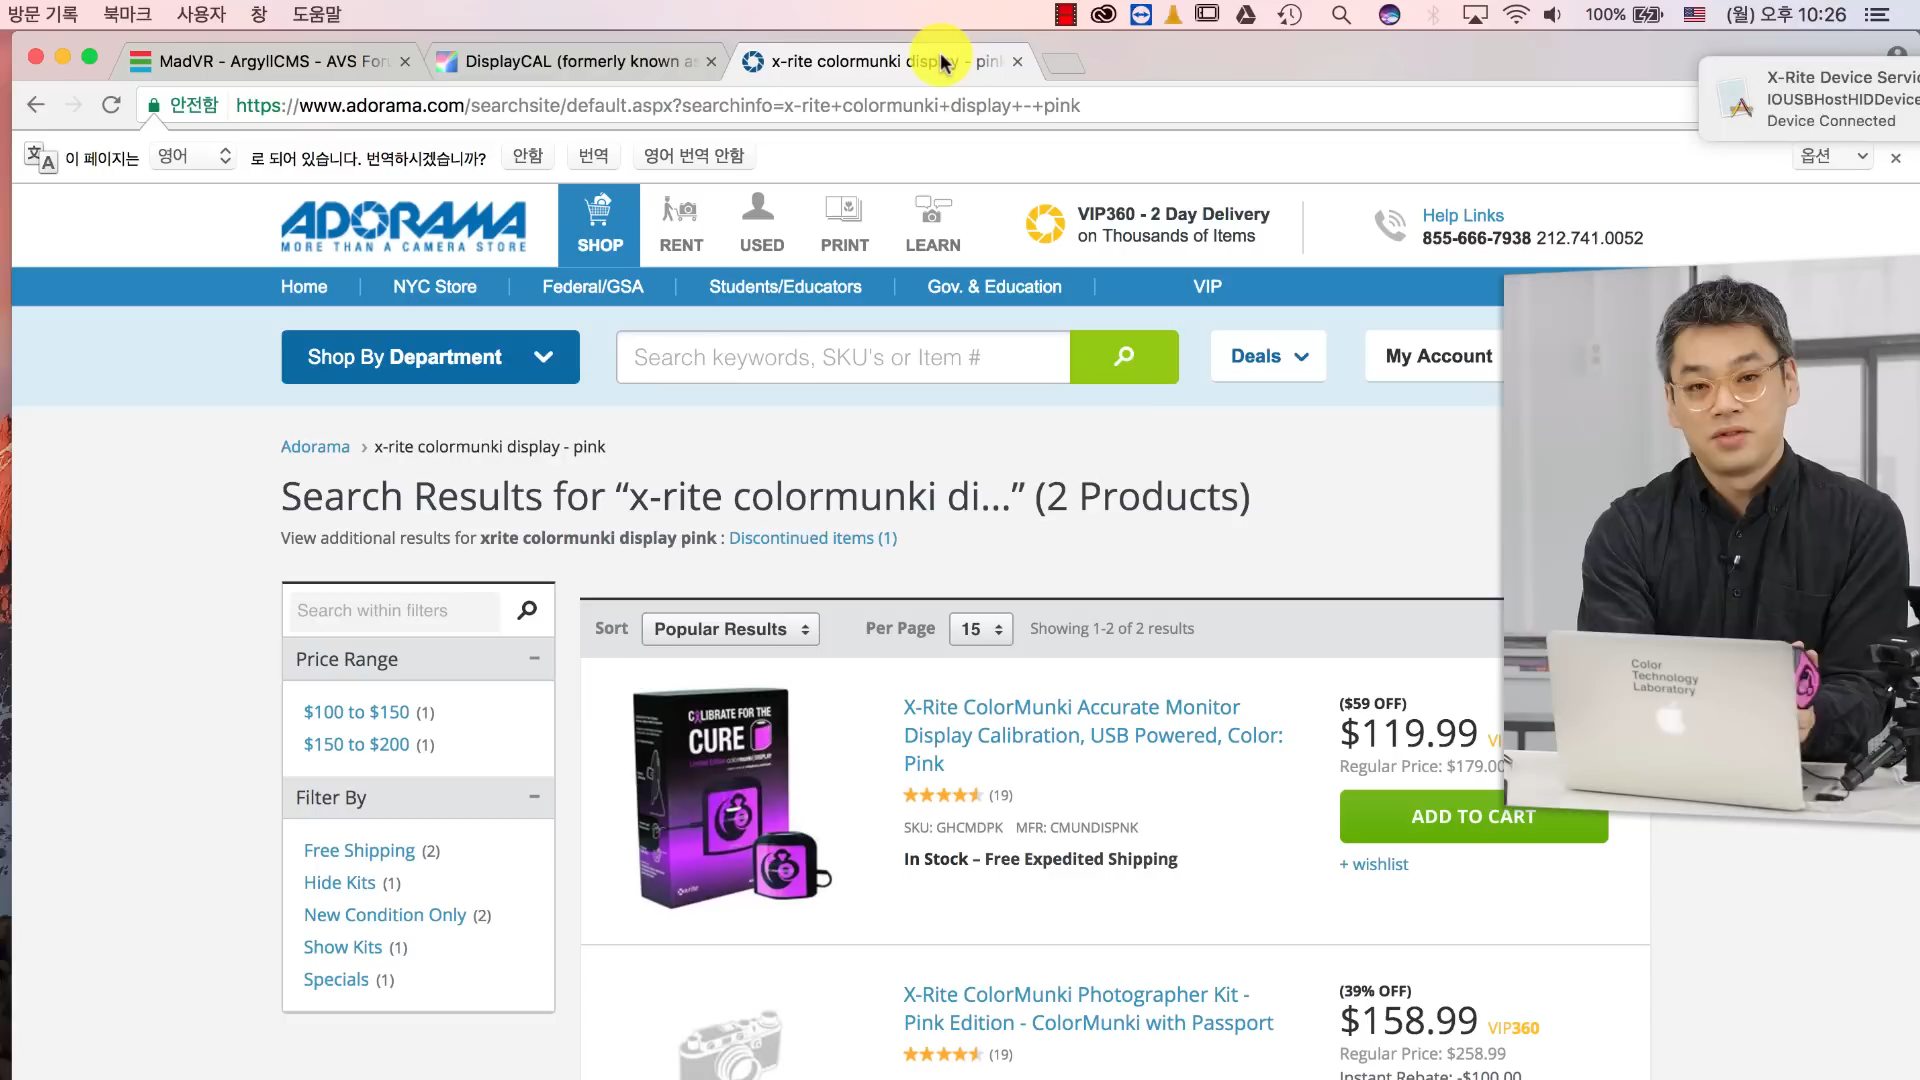 방문 기록 북마크 사용자 창 도움말
100% (월) 오후 10:26
MadVR - ArgyllCMS - AVS Foru
DisplayCAL (formerly known as
x-rite colormunki display - pink
안전함 https://www.adorama.com/searchsite/default.aspx?searchinfo=x-rite+colormunki+display+-+pink
X-Rite Device Servic
IOUSBHostHIDDevice
Device Connected
이 페이지는 영어 로 되어 있습니다. 번역하시겠습니까? 안함 번역 영어 번역 안함 옵션
ADORAMA
MORE THAN A CAMERA STORE
SHOP RENT USED PRINT LEARN
VIP360 - 2 Day Delivery
on Thousands of Items
Help Links
855-666-7938 212.741.0052
Home NYC Store Federal/GSA Students/Educators Gov. & Education VIP
Shop By Department
Search keywords, SKU's or Item #
Deals
My Account
Adorama › x-rite colormunki display - pink
Search Results for “x-rite colormunki di...” (2 Products)
View additional results for xrite colormunki display pink : Discontinued items (1)
Search within filters
Price Range
$100 to $150 (1)
$150 to $200 (1)
Filter By
Free Shipping (2)
Hide Kits (1)
New Condition Only (2)
Show Kits (1)
Specials (1)
Sort Popular Results Per Page 15 Showing 1-2 of 2 results
CALIBRATE FOR THE
CURE
X-Rite ColorMunki Accurate Monitor
Display Calibration, USB Powered, Color:
Pink
(19)
SKU: GHCMDPK MFR: CMUNDISPNK
In Stock – Free Expedited Shipping
($59 OFF)
$119.99 VI
Regular Price: $179.00
ADD TO CART
+ wishlist
X-Rite ColorMunki Photographer Kit -
Pink Edition - ColorMunki with Passport
(19)
(39% OFF)
$158.99 VIP360
Regular Price: $258.99
Instant Rebate: -$100.00
Color
Technology
Laboratory